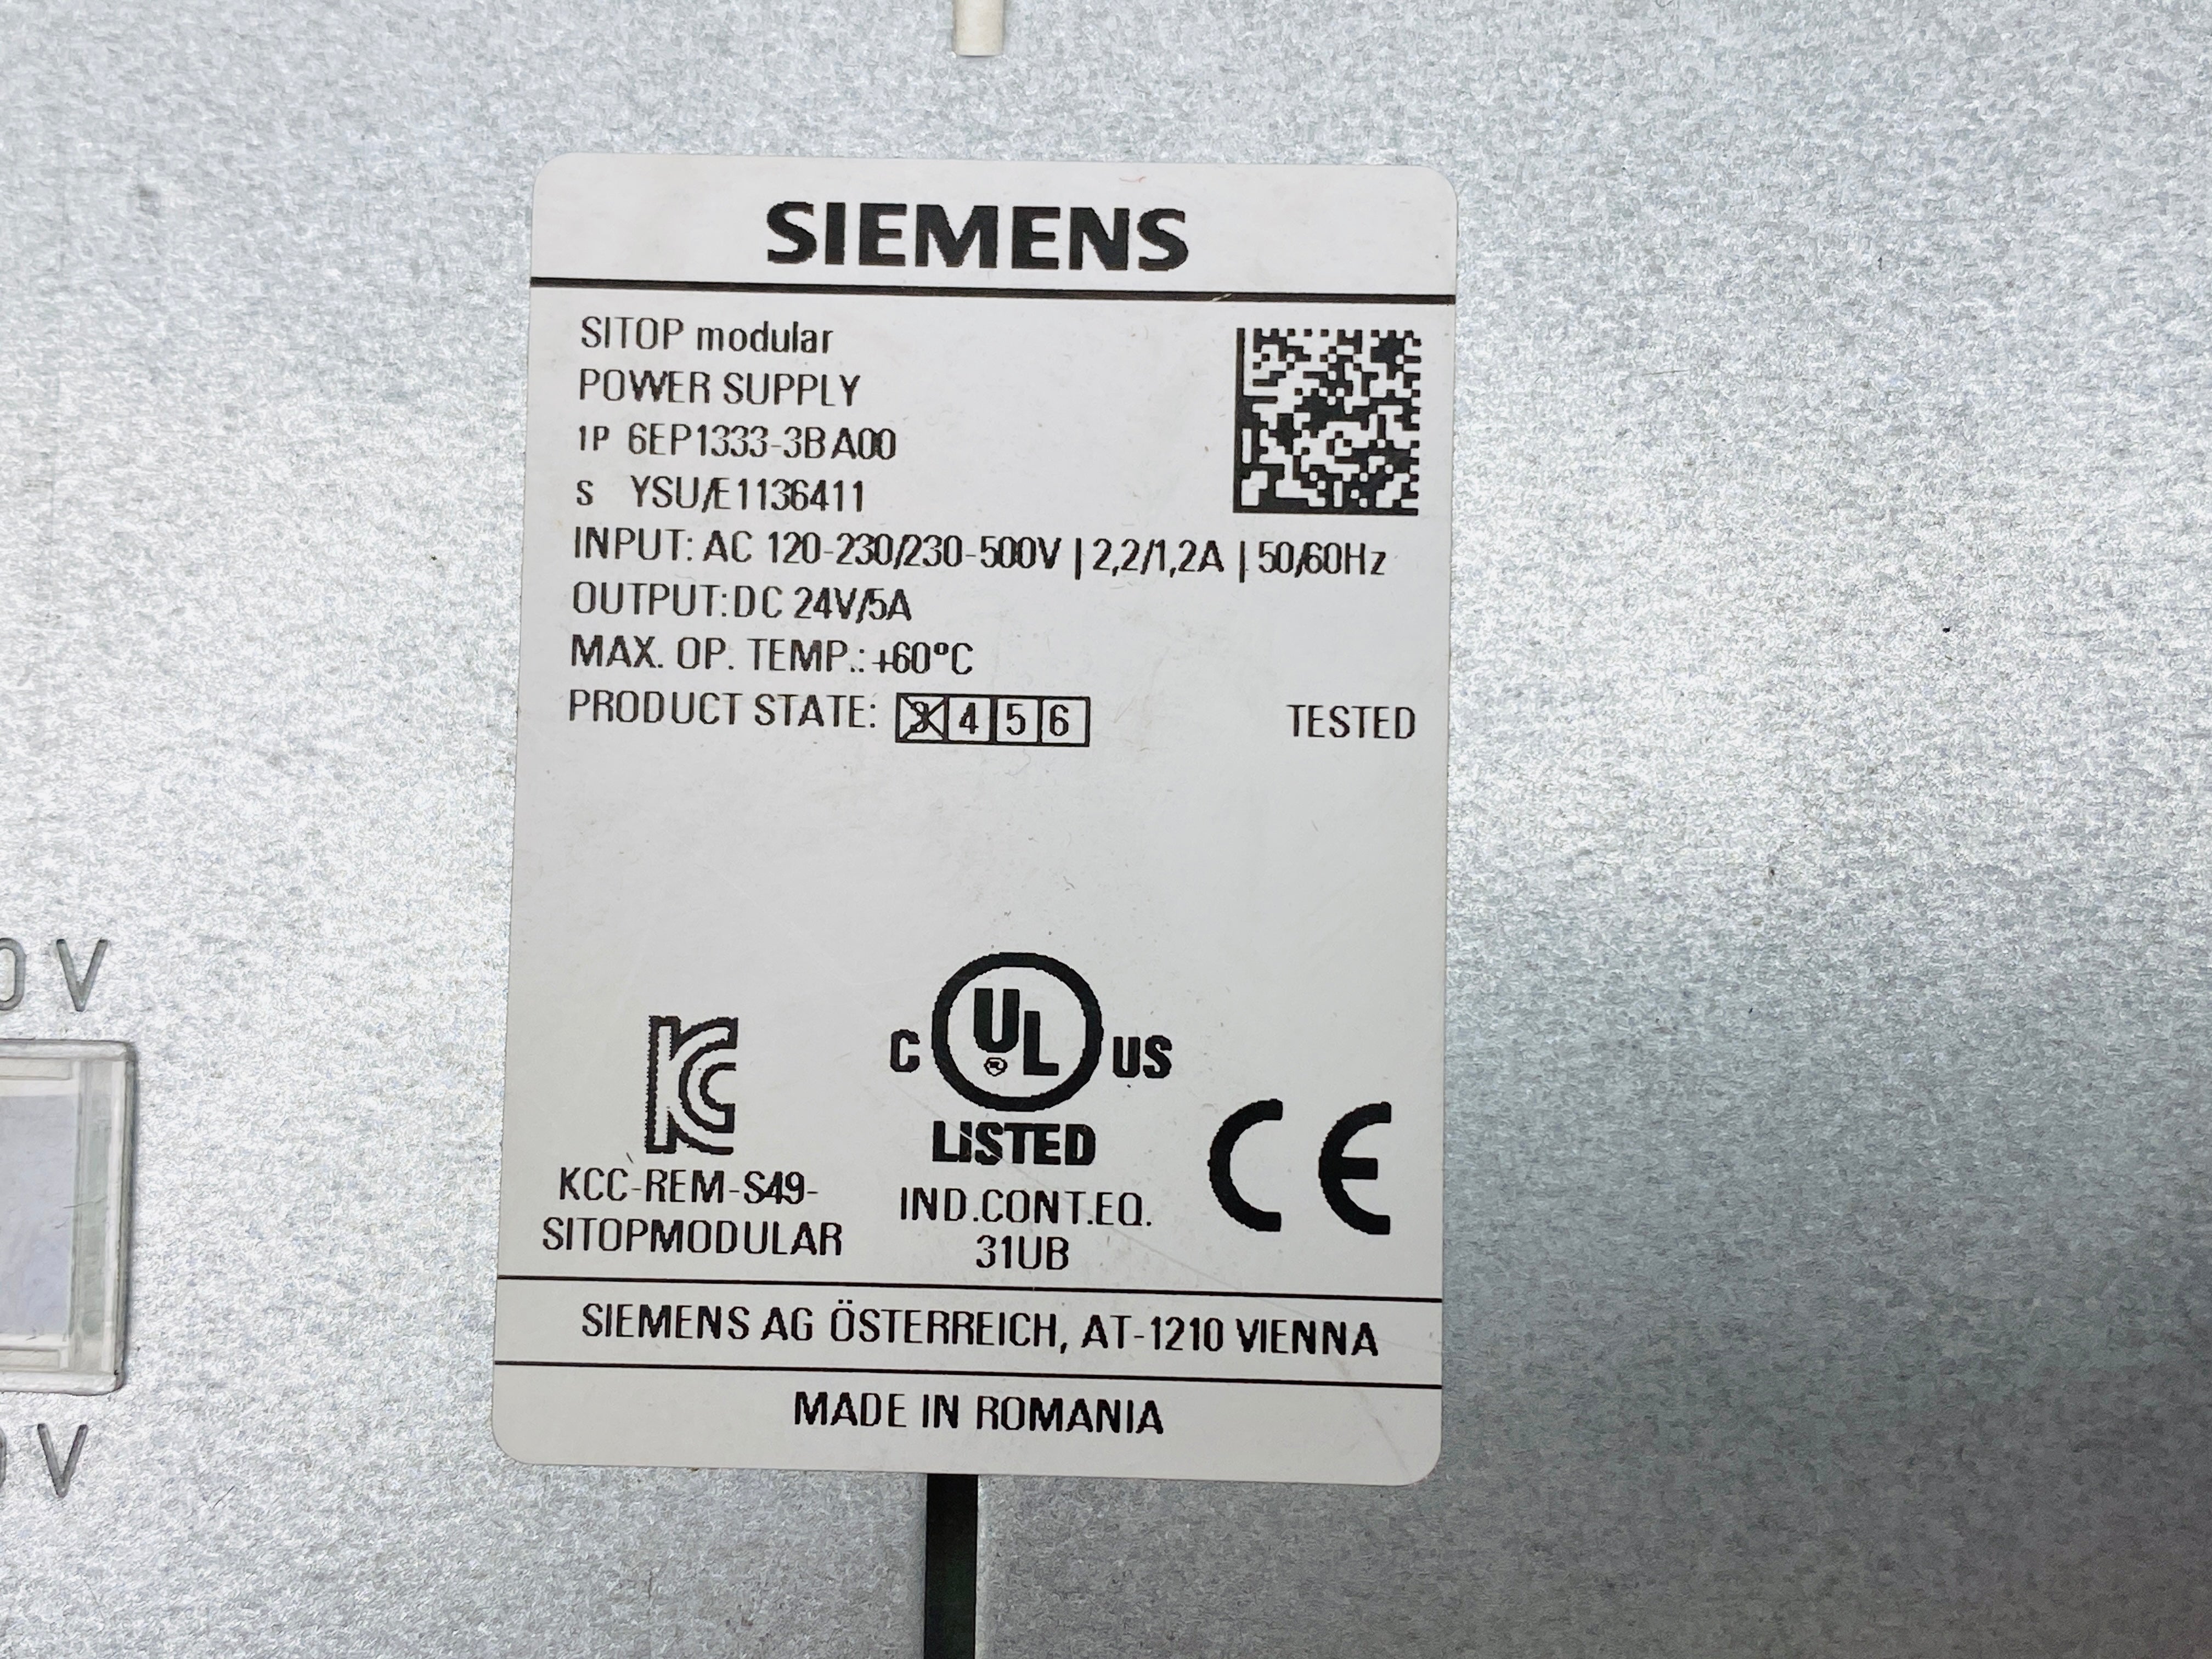 SIEMENS
SITOP modular
POWER SUPPLY
1P 6EP1333-3BA00
S YSU/E1136411
INPUT: AC 120-230/230-500V | 2,2/1,2A | 50/60Hz
OUTPUT:DC 24V/5A
MAX. OP. TEMP.: +60°C
PRODUCT STATE: 3 4 5 6 TESTED
0 V
KC
C UL US
LISTED
CE
KCC-REM-S49-
SITOPMODULAR
IND.CONT.EQ.
31UB
SIEMENS AG ÖSTERREICH, AT-1210 VIENNA
MADE IN ROMANIA
0 V